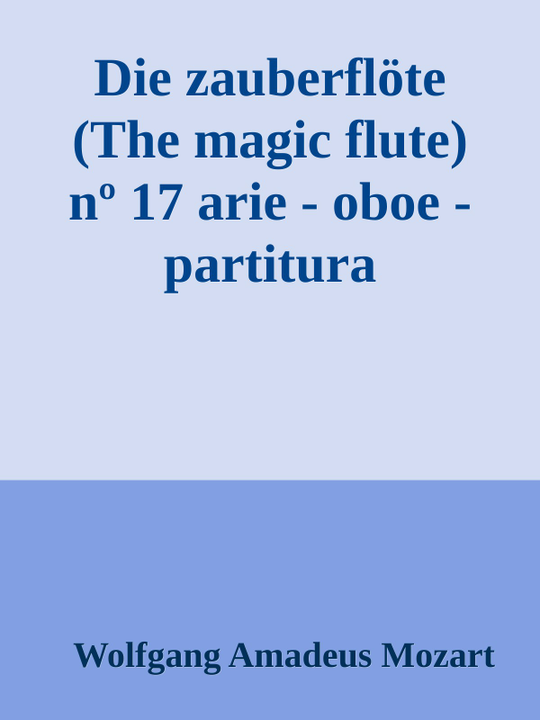 Die zauberflöte
(The magic flute)
nº 17 arie - oboe -
partitura
Wolfgang Amadeus Mozart